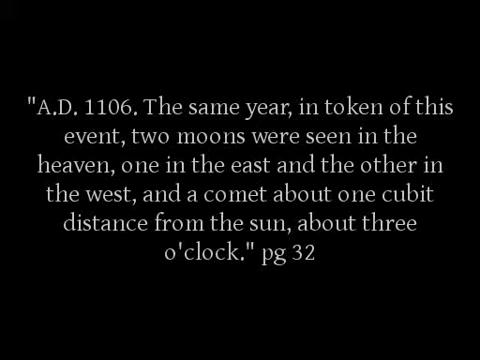 "A.D. 1106. The same year, in token of this
event, two moons were seen in the
heaven, one in the east and the other in
the west, and a comet about one cubit
distance from the sun, about three
o'clock." pg 32